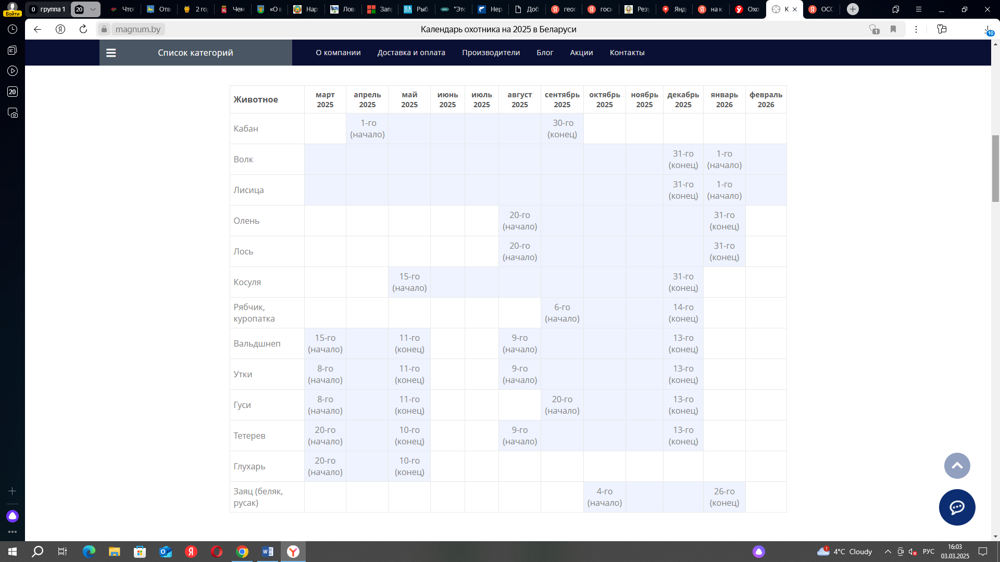 0 группа 1 20 Что Отв 2 го Чем «О в Нар Лов Зап Рыб "Это Нер Доб геог госи Резу Янд на к Охо К ОСО
Войти
magnum.by Календарь охотника на 2025 в Беларуси 1 10
Список категорий О компании Доставка и оплата Производители Блог Акции Контакты
20
Животное март 2025 апрель 2025 май 2025 июнь 2025 июль 2025 август 2025 сентябрь 2025 октябрь 2025 ноябрь 2025 декабрь 2025 январь 2026 февраль 2026
Кабан 1-го (начало) 30-го (конец)
Волк 31-го (конец) 1-го (начало)
Лисица 31-го (конец) 1-го (начало)
Олень 20-го (начало) 31-го (конец)
Лось 20-го (начало) 31-го (конец)
Косуля 15-го (начало) 31-го (конец)
Рябчик, куропатка 6-го (начало) 14-го (конец)
Вальдшнеп 15-го (начало) 11-го (конец) 9-го (начало) 13-го (конец)
Утки 8-го (начало) 11-го (конец) 9-го (начало) 13-го (конец)
Гуси 8-го (начало) 11-го (конец) 20-го (начало) 13-го (конец)
Тетерев 20-го (начало) 10-го (конец) 9-го (начало) 13-го (конец)
Глухарь 20-го (начало) 10-го (конец)
Заяц (беляк, русак) 4-го (начало) 26-го (конец)
1 4°C Cloudy РУС 16:03
03.03.2025